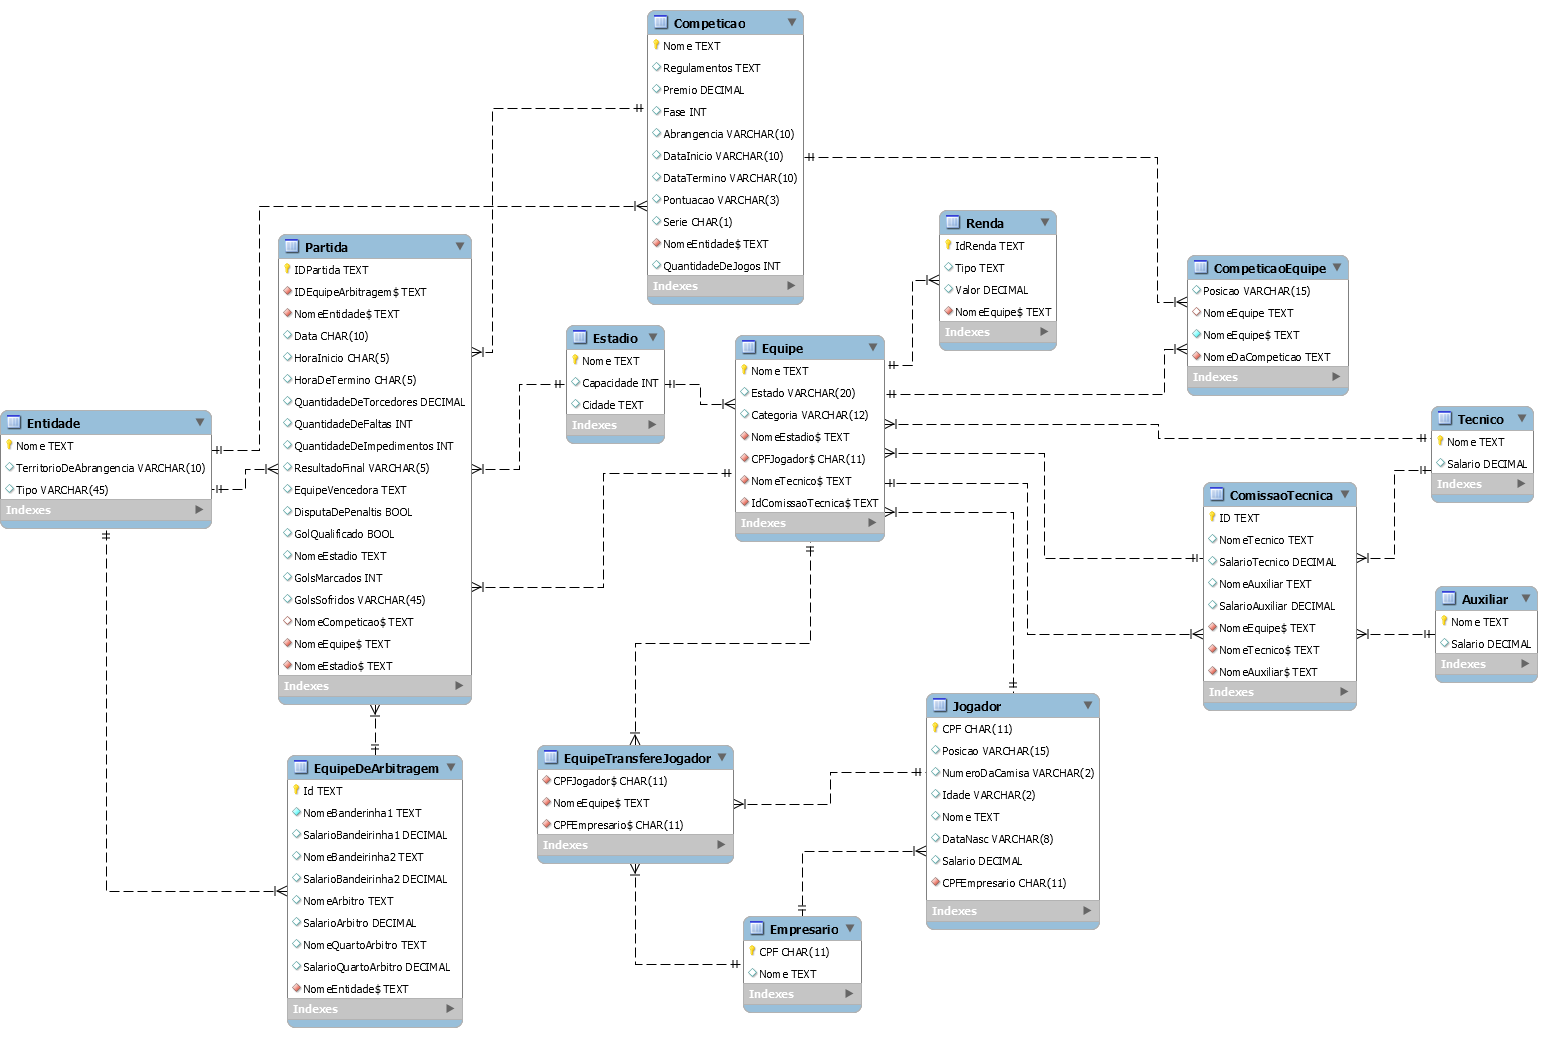 Competicao
Nome TEXT
Regulamentos TEXT
Premio DECIMAL
Fase INT
Abrangencia VARCHAR(10)
DataInicio VARCHAR(10)
DataTermino VARCHAR(10)
Pontuacao VARCHAR(3)
Serie CHAR(1)
NomeEntidade$ TEXT
QuantidadeDeJogos INT
Indexes
Partida
IDPartida TEXT
IDEquipeArbitragem$ TEXT
NomeEntidade$ TEXT
Data CHAR(10)
HoraInicio CHAR(5)
HoraDeTermino CHAR(5)
QuantidadeDeTorcedores DECIMAL
QuantidadeDeFaltas INT
QuantidadeDeImpedimentos INT
ResultadoFinal VARCHAR(5)
EquipeVencedora TEXT
DisputaDePenaltis BOOL
GolQualificado BOOL
NomeEstadio TEXT
GolsMarcados INT
GolsSofridos VARCHAR(45)
NomeCompeticao$ TEXT
NomeEquipe$ TEXT
NomeEstadio$ TEXT
Indexes
Renda
IdRenda TEXT
Tipo TEXT
Valor DECIMAL
NomeEquipe$ TEXT
Indexes
CompeticaoEquipe
Posicao VARCHAR(15)
NomeEquipe TEXT
NomeEquipe$ TEXT
NomeDaCompeticao TEXT
Indexes
Estadio
Nome TEXT
Capacidade INT
Cidade TEXT
Indexes
Equipe
Nome TEXT
Estado VARCHAR(20)
Categoria VARCHAR(12)
NomeEstadio$ TEXT
CPFJogador$ CHAR(11)
NomeTecnico$ TEXT
IdComissaoTecnica$ TEXT
Indexes
Entidade
Nome TEXT
TerritorioDeAbrangencia VARCHAR(10)
Tipo VARCHAR(45)
Indexes
Tecnico
Nome TEXT
Salario DECIMAL
Indexes
ComissaoTecnica
ID TEXT
NomeTecnico TEXT
SalarioTecnico DECIMAL
NomeAuxiliar TEXT
SalarioAuxiliar DECIMAL
NomeEquipe$ TEXT
NomeTecnico$ TEXT
NomeAuxiliar$ TEXT
Indexes
Auxiliar
Nome TEXT
Salario DECIMAL
Indexes
EquipeDeArbitragem
Id TEXT
NomeBanderinha1 TEXT
SalarioBandeirinha1 DECIMAL
NomeBandeirinha2 TEXT
SalarioBandeirinha2 DECIMAL
NomeArbitro TEXT
SalarioArbitro DECIMAL
NomeQuartoArbitro TEXT
SalarioQuartoArbitro DECIMAL
NomeEntidade$ TEXT
Indexes
EquipeTransfereJogador
CPFJogador$ CHAR(11)
NomeEquipe$ TEXT
CPFEmpresario$ CHAR(11)
Indexes
Jogador
CPF CHAR(11)
Posicao VARCHAR(15)
NumeroDaCamisa VARCHAR(2)
Idade VARCHAR(2)
Nome TEXT
DataNasc VARCHAR(8)
Salario DECIMAL
CPFEmpresario CHAR(11)
Indexes
Empresario
CPF CHAR(11)
Nome TEXT
Indexes